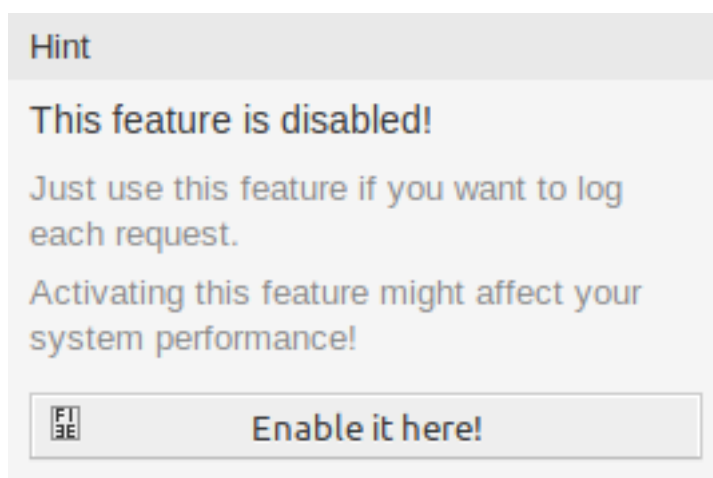 Hint
This feature is disabled!
Just use this feature if you want to log
each request.
Activating this feature might affect your
system performance!
Enable it here!